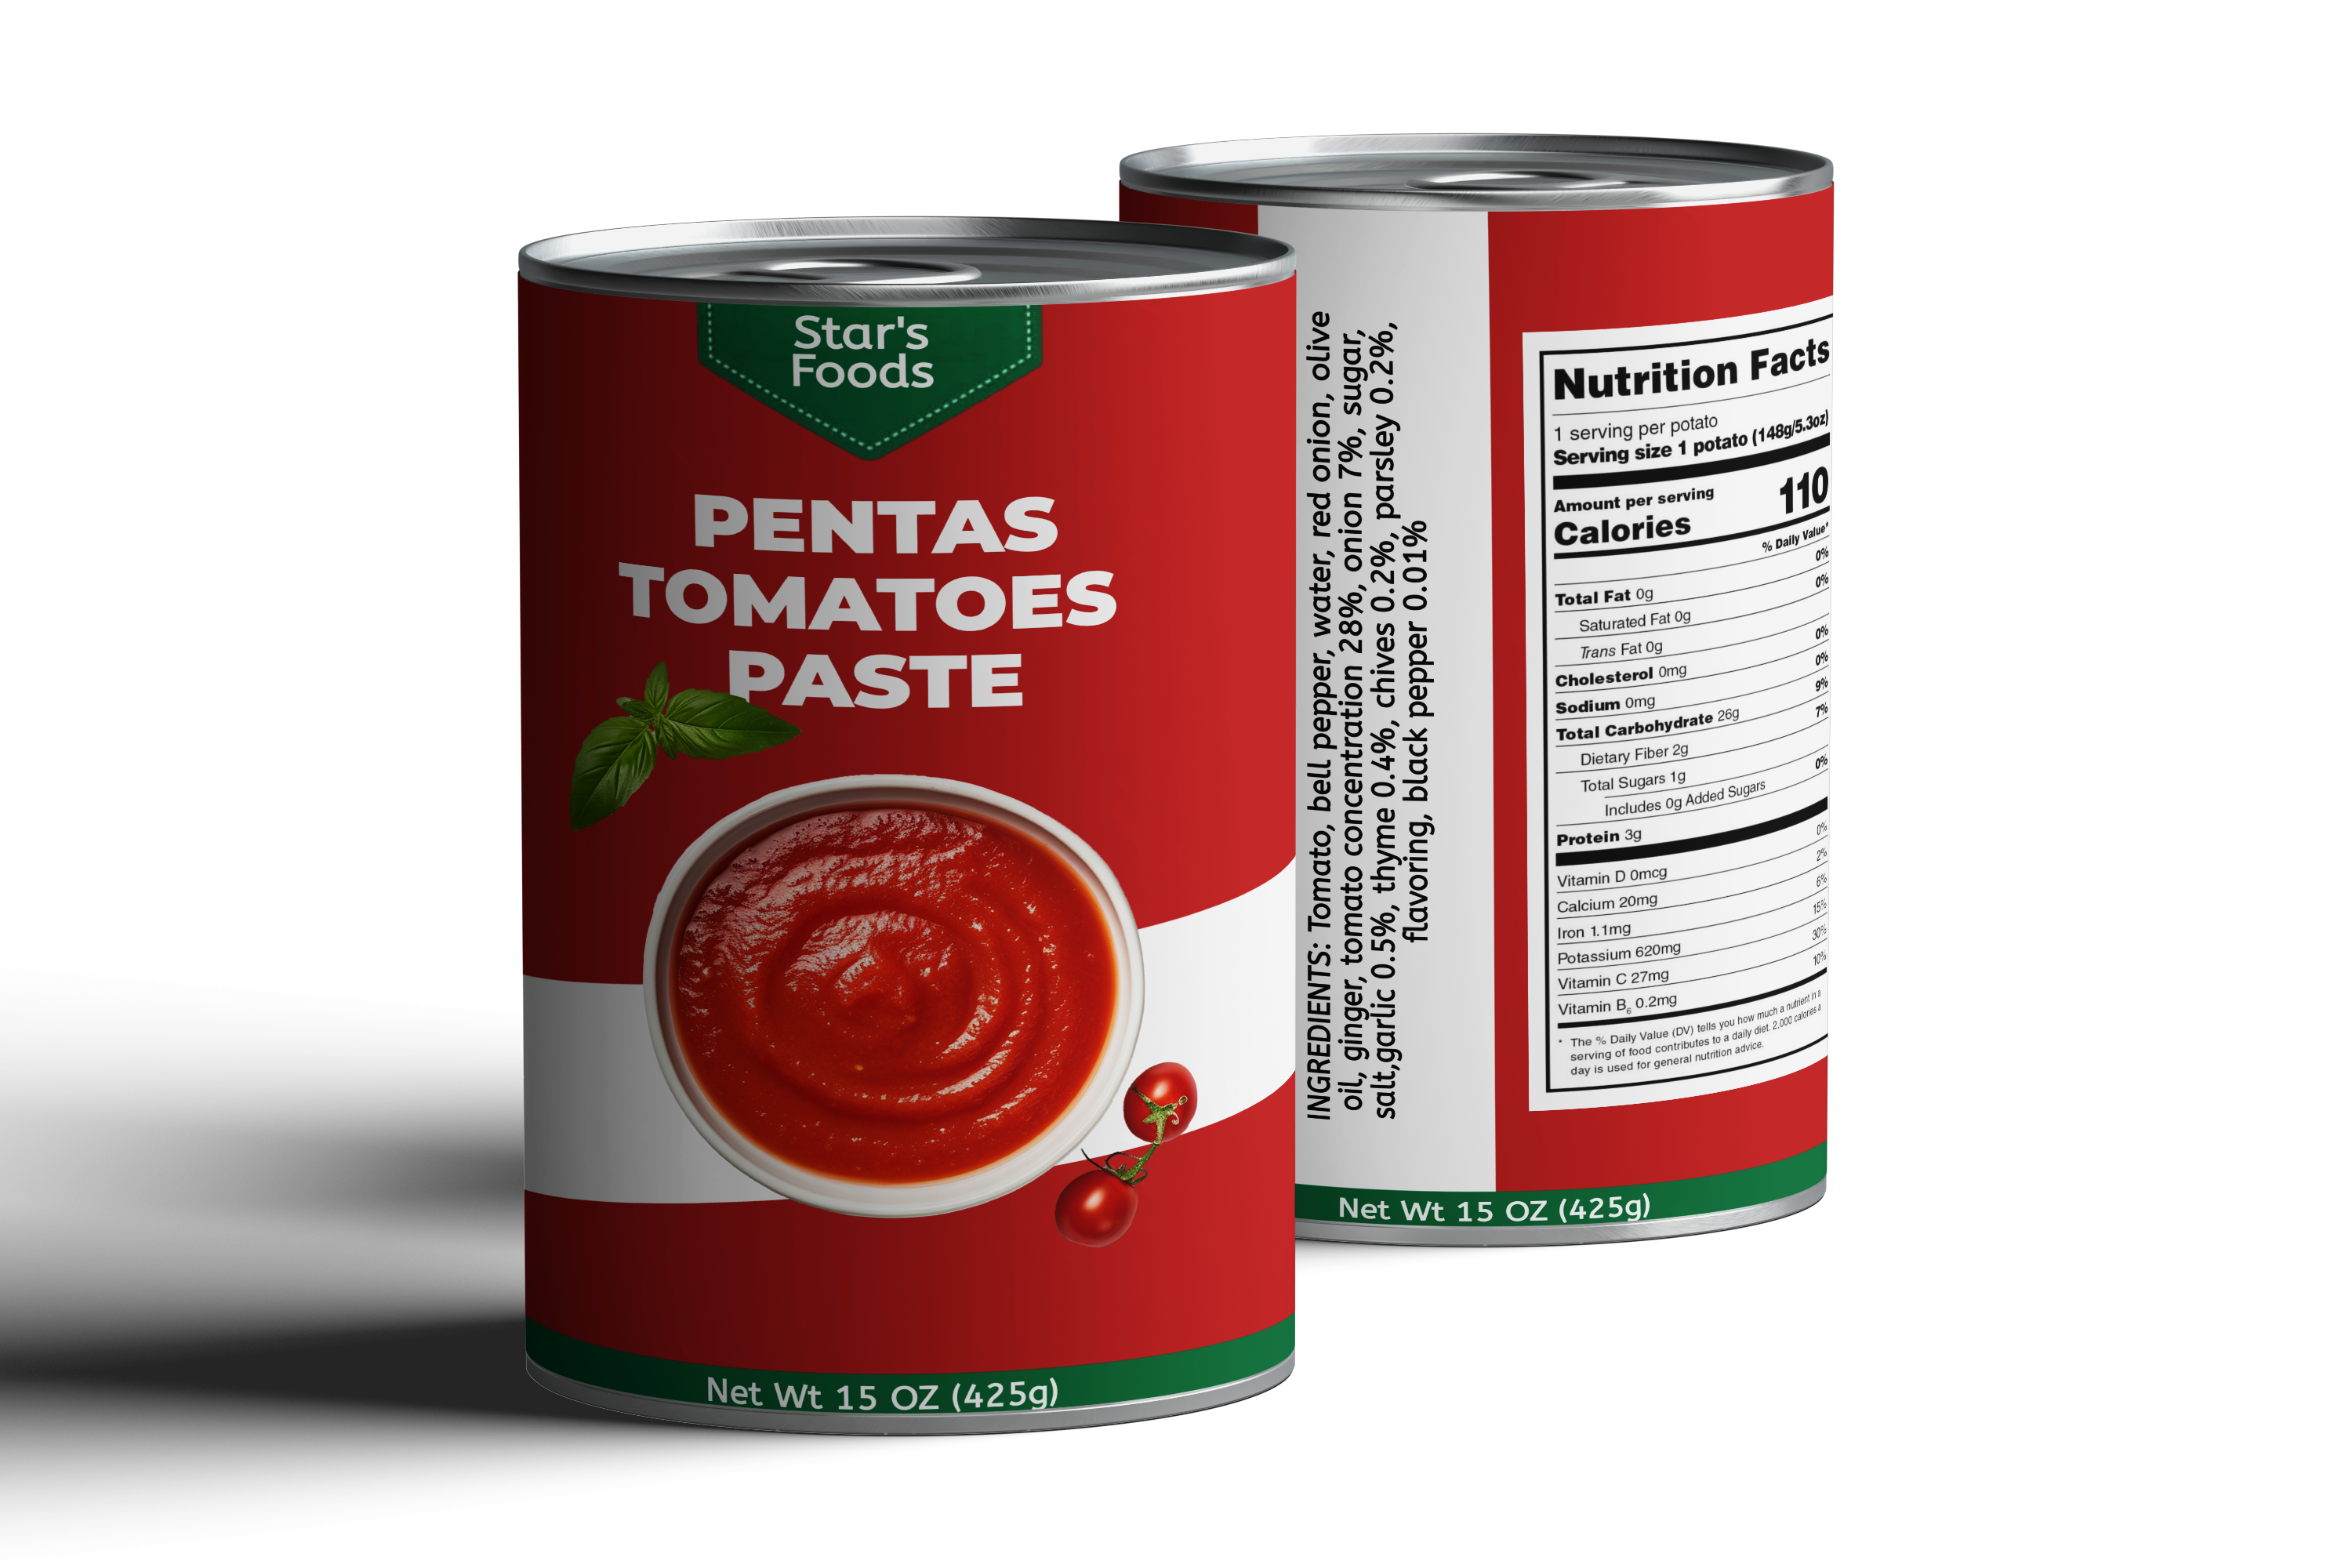 Star's
Foods
PENTAS
TOMATOES
PASTE
Net Wt 15 OZ (425g)
INGREDIENTS: Tomato, bell pepper, water, red onion, olive
oil, ginger, tomato concentration 28%, onion 7%, sugar,
salt,garlic 0.5%, thyme 0.4%, chives 0.2%, parsley 0.2%,
flavoring, black pepper 0.01%
Nutrition Facts
1 serving per potato
Serving size 1 potato (148g/5.3oz)
Amount per serving
Calories 110
% Daily Value*
Total Fat 0g 0%
Saturated Fat 0g 0%
Trans Fat 0g
Cholesterol 0mg 0%
Sodium 0mg 0%
Total Carbohydrate 26g 9%
Dietary Fiber 2g 7%
Total Sugars 1g
Includes 0g Added Sugars 0%
Protein 3g
Vitamin D 0mcg 0%
Calcium 20mg 2%
Iron 1.1mg 6%
Potassium 620mg 15%
Vitamin C 27mg 30%
Vitamin B6 0.2mg 10%
* The % Daily Value (DV) tells you how much a nutrient in a
serving of food contributes to a daily diet. 2,000 calories a
day is used for general nutrition advice.
Net Wt 15 OZ (425g)